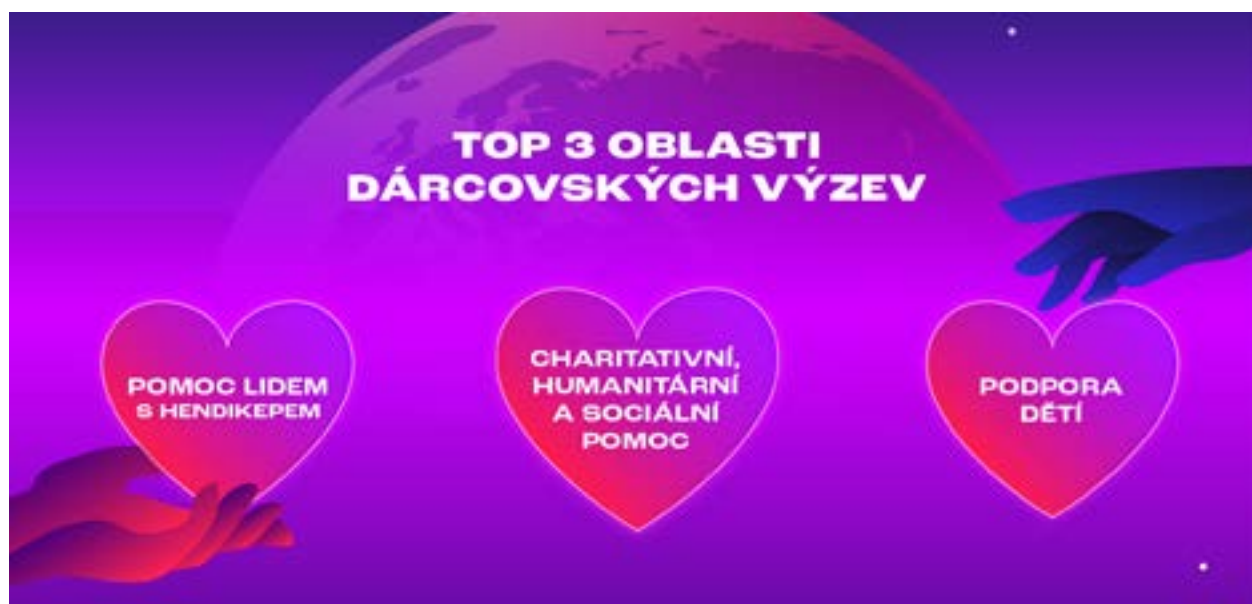 TOP 3 OBLASTI
DÁRCOVSKÝCH VÝZEV
POMOC LIDEM
S HENDIKEPEM
CHARITATIVNÍ,
HUMANITÁRNÍ
A SOCIÁLNÍ
POMOC
PODPORA
DĚTÍ